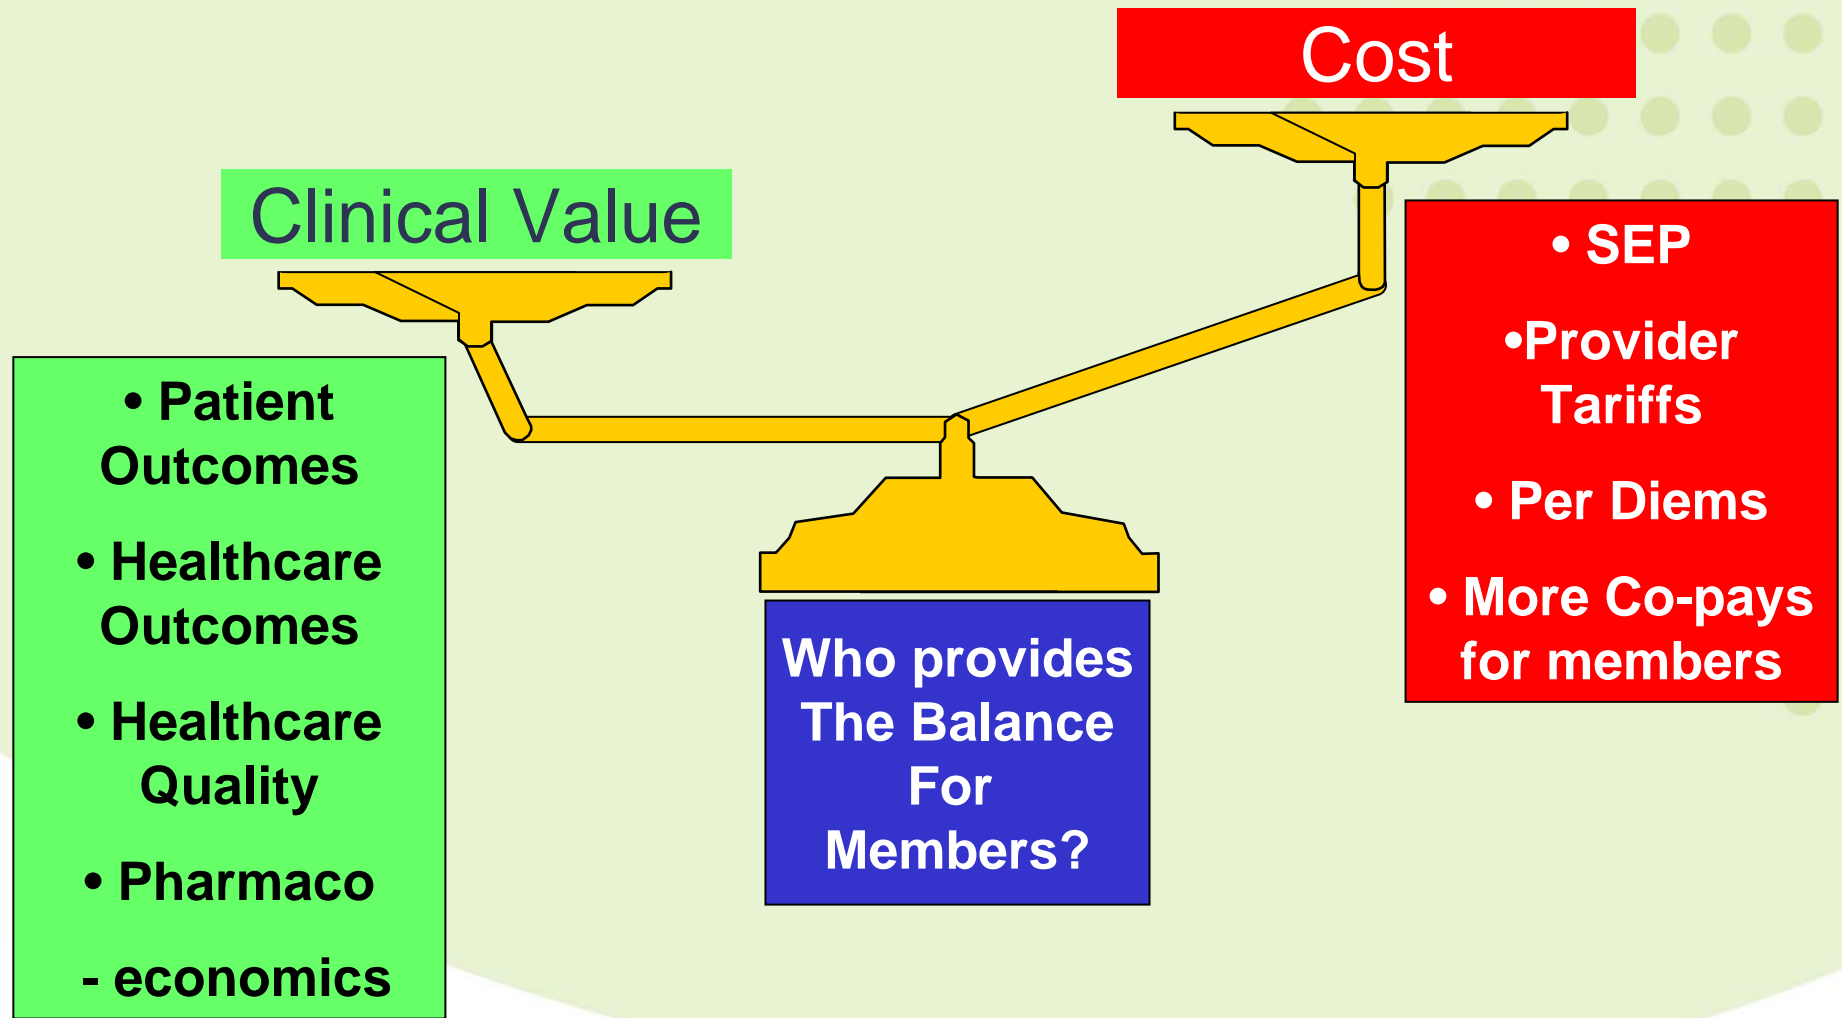 Cost
Clinical Value
• Patient
Outcomes
• Healthcare
Outcomes
• Healthcare
Quality
• Pharmaco
- economics
Who provides
The Balance
For
Members?
• SEP
•Provider
Tariffs
• Per Diems
• More Co-pays
for members